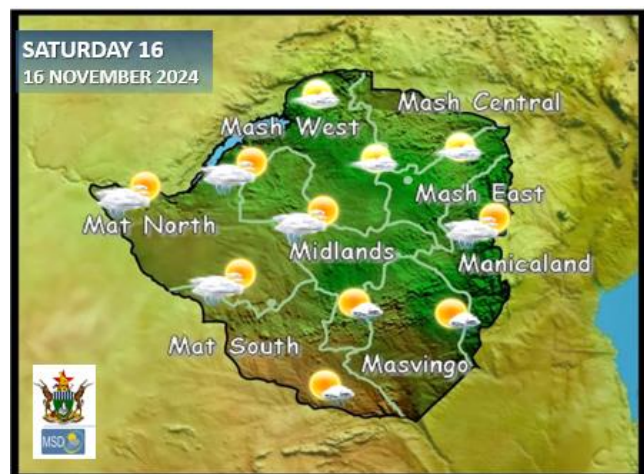 SATURDAY 16
16 NOVEMBER 2024
Mash Central
Mash West
Mash East
Mat North
Midlands
Manicaland
Mat South
Masvingo
MSD